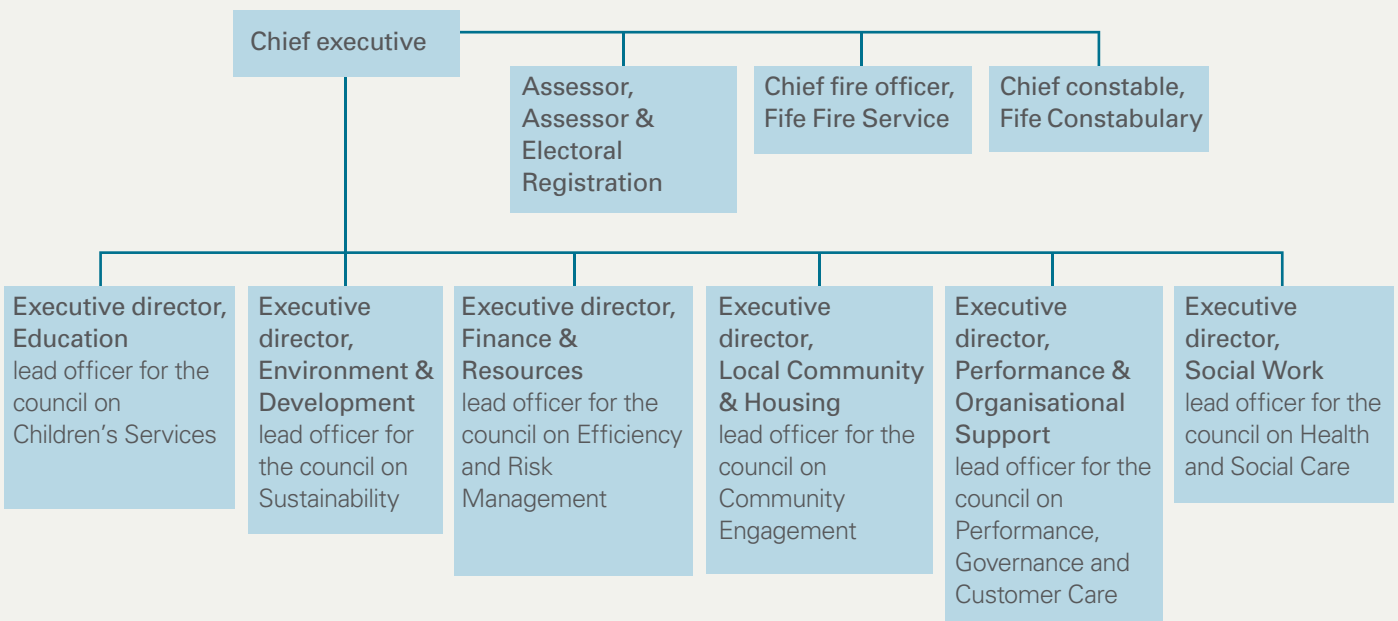 Chief executive
Assessor,
Assessor &
Electoral
Registration
Chief fire officer,
Fife Fire Service
Chief constable,
Fife Constabulary
Executive director,
Education
lead officer for the
council on
Children's Services
Executive
director,
Environment &
Development
lead officer for
the council on
Sustainability
Executive director,
Finance &
Resources
lead officer for the
council on Efficiency
and Risk
Management
Executive
director,
Local Community
& Housing
lead officer for the
council on
Community
Engagement
Executive
director,
Performance &
Organisational
Support
lead officer for the
council on
Performance,
Governance and
Customer Care
Executive
director,
Social Work
lead officer for the
council on Health
and Social Care